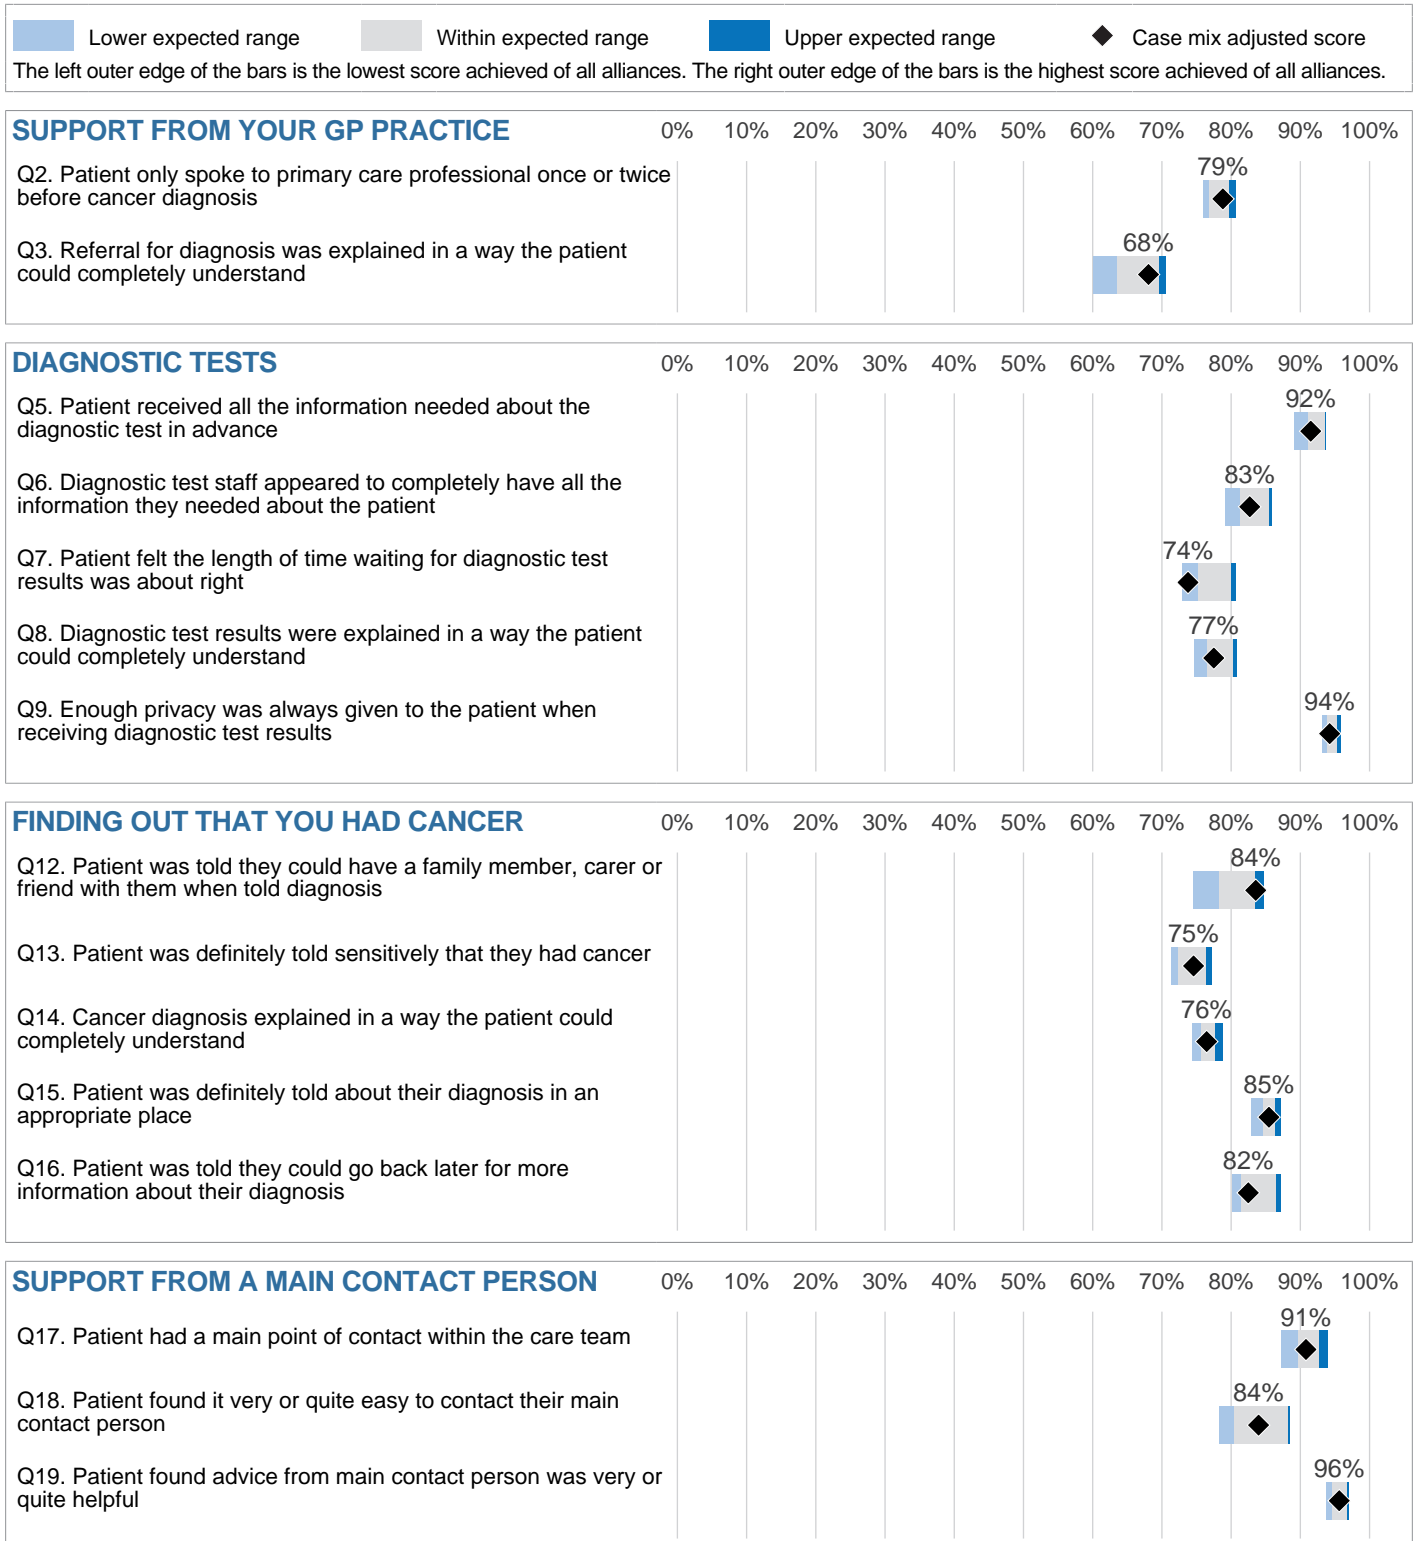 Lower expected range Within expected range Upper expected range Case mix adjusted score
The left outer edge of the bars is the lowest score achieved of all alliances. The right outer edge of the bars is the highest score achieved of all alliances.
SUPPORT FROM YOUR GP PRACTICE 0% 10% 20% 30% 40% 50% 60% 70% 80% 90% 100%
79%
Q2. Patient only spoke to primary care professional once or twice
before cancer diagnosis
68%
Q3. Referral for diagnosis was explained in a way the patient
could completely understand
DIAGNOSTIC TESTS 0% 10% 20% 30% 40% 50% 60% 70% 80% 90% 100%
92%
Q5. Patient received all the information needed about the
diagnostic test in advance
83%
Q6. Diagnostic test staff appeared to completely have all the
information they needed about the patient
74%
Q7. Patient felt the length of time waiting for diagnostic test
results was about right
77%
Q8. Diagnostic test results were explained in a way the patient
could completely understand
94%
Q9. Enough privacy was always given to the patient when
receiving diagnostic test results
FINDING OUT THAT YOU HAD CANCER 0% 10% 20% 30% 40% 50% 60% 70% 80% 90% 100%
84%
Q12. Patient was told they could have a family member, carer or
friend with them when told diagnosis
75%
Q13. Patient was definitely told sensitively that they had cancer
76%
Q14. Cancer diagnosis explained in a way the patient could
completely understand
85%
Q15. Patient was definitely told about their diagnosis in an
appropriate place
82%
Q16. Patient was told they could go back later for more
information about their diagnosis
SUPPORT FROM A MAIN CONTACT PERSON 0% 10% 20% 30% 40% 50% 60% 70% 80% 90% 100%
91%
Q17. Patient had a main point of contact within the care team
84%
Q18. Patient found it very or quite easy to contact their main
contact person
96%
Q19. Patient found advice from main contact person was very or
quite helpful